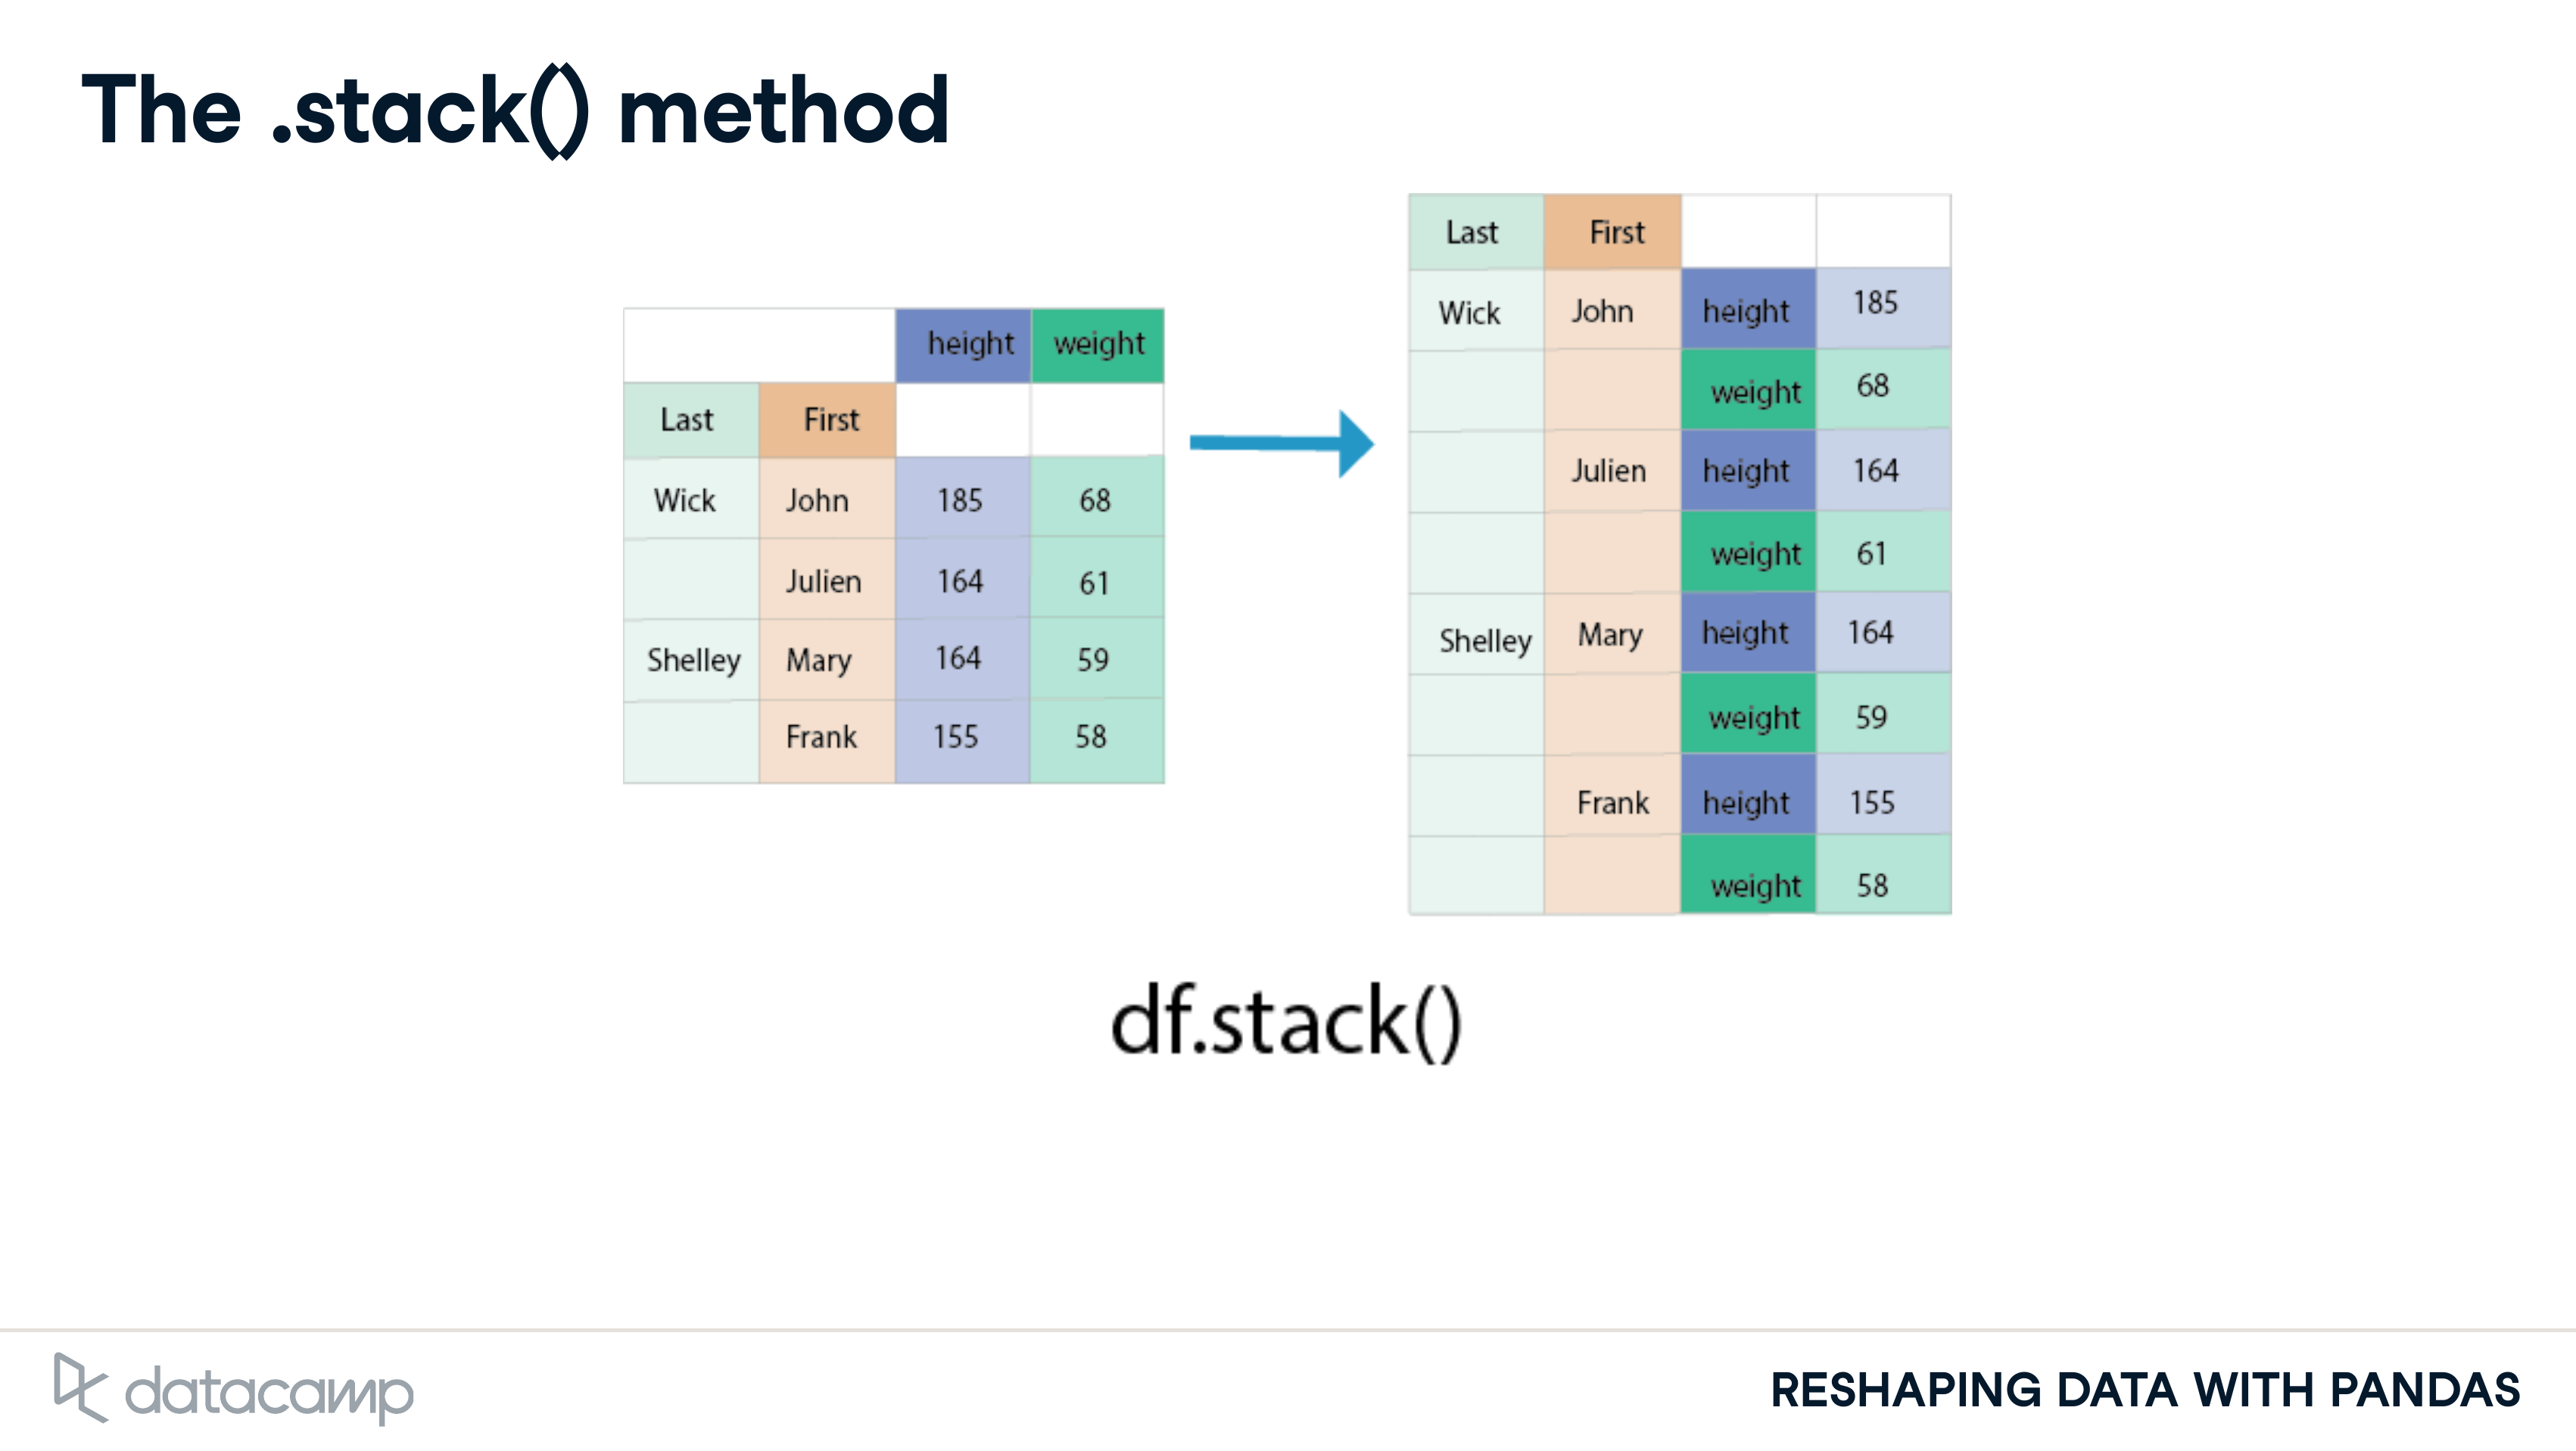 The .stack() method
height weight
Last First
Wick John 185 68
Julien 164 61
Shelley Mary 164 59
Frank 155 58
Last First
Wick John height 185
weight 68
Julien height 164
weight 61
Shelley Mary height 164
weight 59
Frank height 155
weight 58
df.stack()
datacamp
RESHAPING DATA WITH PANDAS